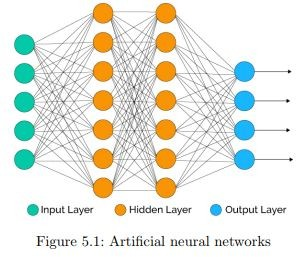 Input Layer Hidden Layer Output Layer
Figure 5.1: Artificial neural networks